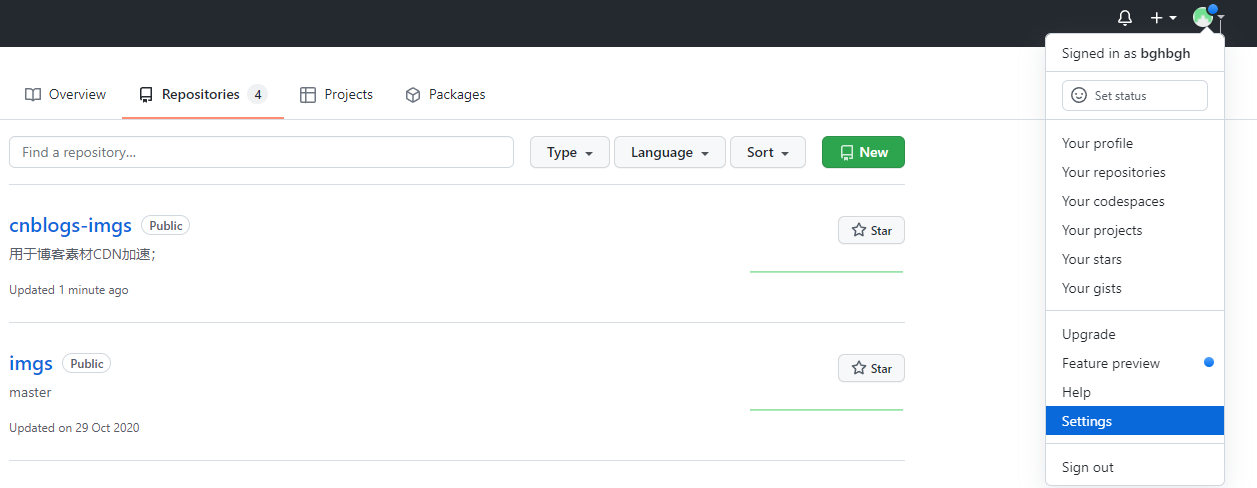 Signed in as bghbgh
Set status
Overview
Repositories 4
Projects
Packages
Your profile
Your repositories
Your codespaces
Your projects
Your stars
Your gists
Upgrade
Feature preview
Help
Settings
Sign out
Find a repository...
Type
Language
Sort
New
cnblogs-imgs Public
Star
用于博客素材CDN加速；
Updated 1 minute ago
imgs Public
Star
master
Updated on 29 Oct 2020